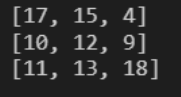 [17, 15, 4]
[10, 12, 9]
[11, 13, 18]